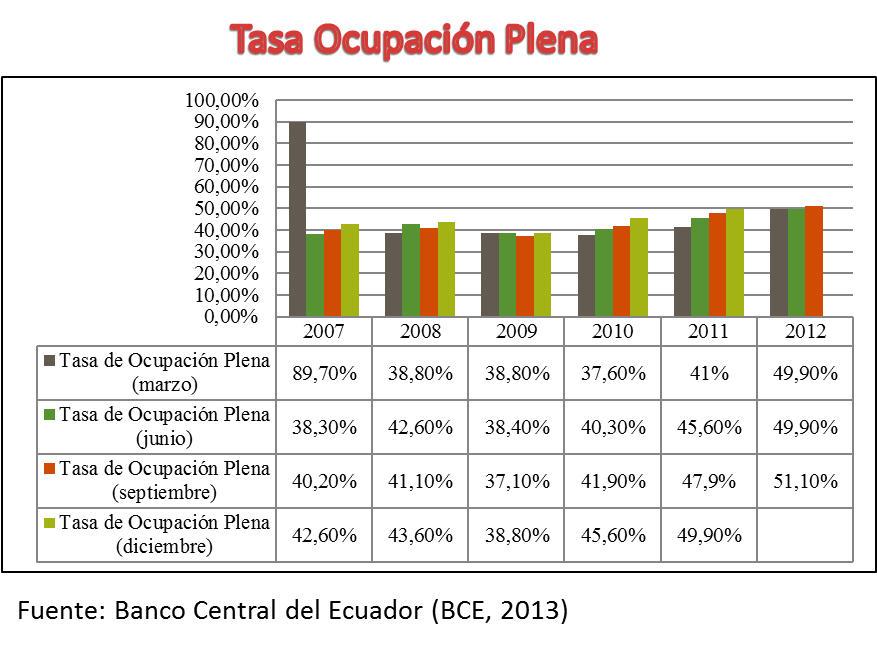 Tasa Ocupación Plena
100,00%
90,00%
80,00%
70,00%
60,00%
50,00%
40,00%
30,00%
20,00%
10,00%
0,00%
2007 2008 2009 2010 2011 2012
Tasa de Ocupación Plena
(marzo)
89,70% 38,80% 38,80% 37,60% 41% 49,90%
Tasa de Ocupación Plena
(junio)
38,30% 42,60% 38,40% 40,30% 45,60% 49,90%
Tasa de Ocupación Plena
(septiembre)
40,20% 41,10% 37,10% 41,90% 47,9% 51,10%
Tasa de Ocupación Plena
(diciembre)
42,60% 43,60% 38,80% 45,60% 49,90%
Fuente: Banco Central del Ecuador (BCE, 2013)